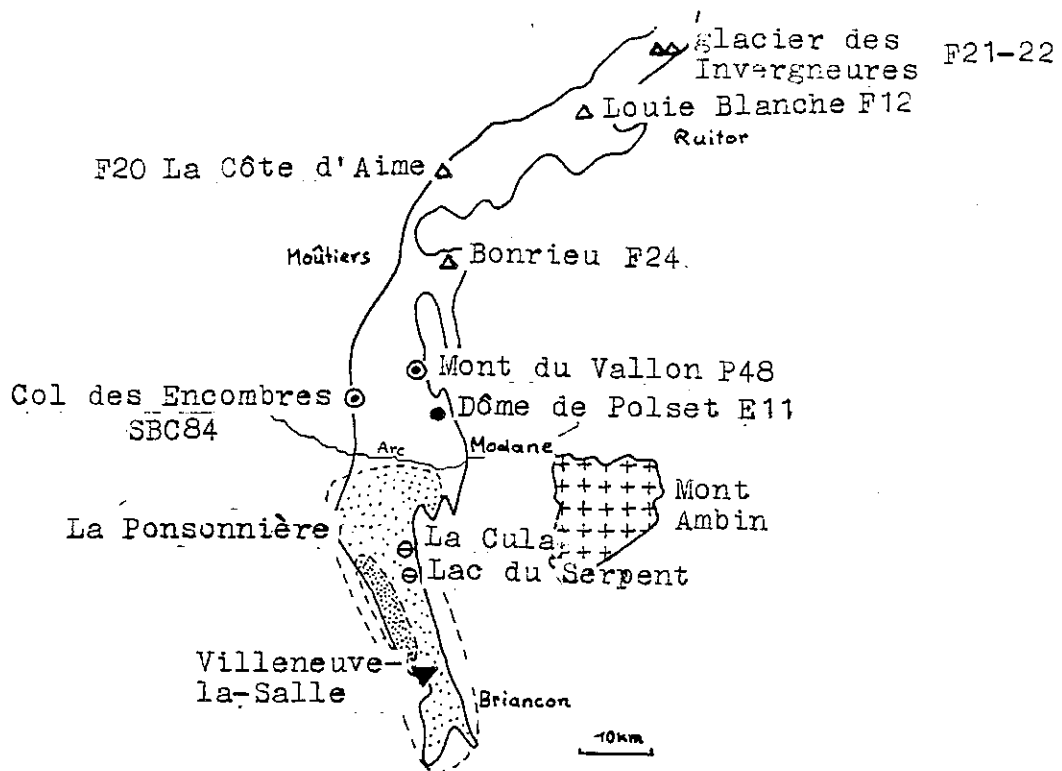 glacier des
Invergneures F21-22
Louie Blanche F12
Ruitor
F20 La Côte d'Aime
Moûtiers
Bonrieu F24.
Mont du Vallon P48
Col des Encombres
SBC84
Dôme de Polset E11
Arc
Modane
Mont
Ambin
La Ponsonnière
La Cula
Lac du Serpent
Villeneuve-
la-Salle
Briancon
10km